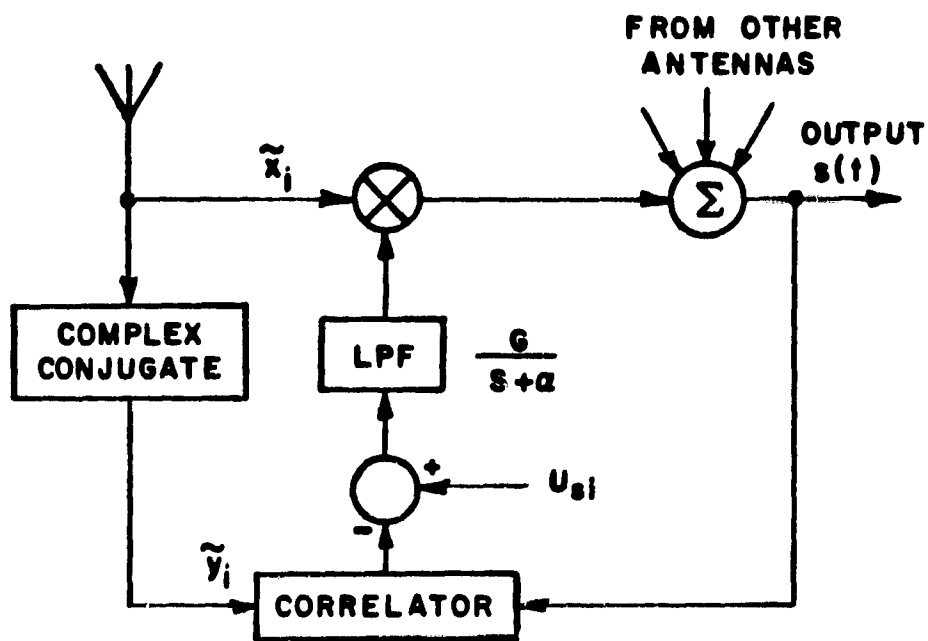 FROM OTHER
ANTENNAS
OUTPUT
s(t)
x̃i
Σ
COMPLEX
CONJUGATE
LPF
G
s+α
+
Usi
-
ỹi
CORRELATOR